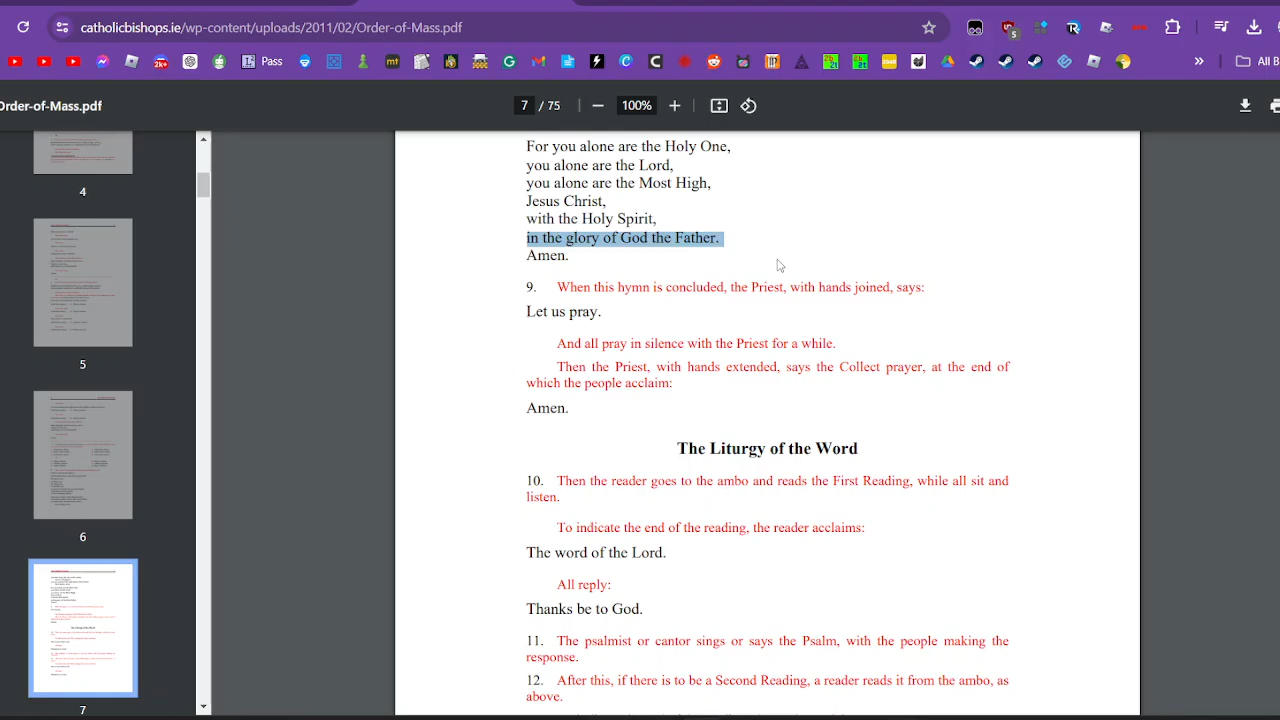 catholicbishops.ie/wp-content/uploads/2011/02/Order-of-Mass.pdf
Pass
All B
Order-of-Mass.pdf
7 / 75
100%
4
5
6
7
For you alone are the Holy One,
you alone are the Lord,
you alone are the Most High,
Jesus Christ,
with the Holy Spirit,
in the glory of God the Father.
Amen.
9. When this hymn is concluded, the Priest, with hands joined, says:
Let us pray.
And all pray in silence with the Priest for a while.
Then the Priest, with hands extended, says the Collect prayer, at the end of
which the people acclaim:
Amen.
The Liturgy of the Word
10. Then the reader goes to the ambo and reads the First Reading, while all sit and
listen.
To indicate the end of the reading, the reader acclaims:
The word of the Lord.
All reply:
Thanks be to God.
11. The psalmist or cantor sings or says the Psalm, with the people making the
response.
12. After this, if there is to be a Second Reading, a reader reads it from the ambo, as
above.